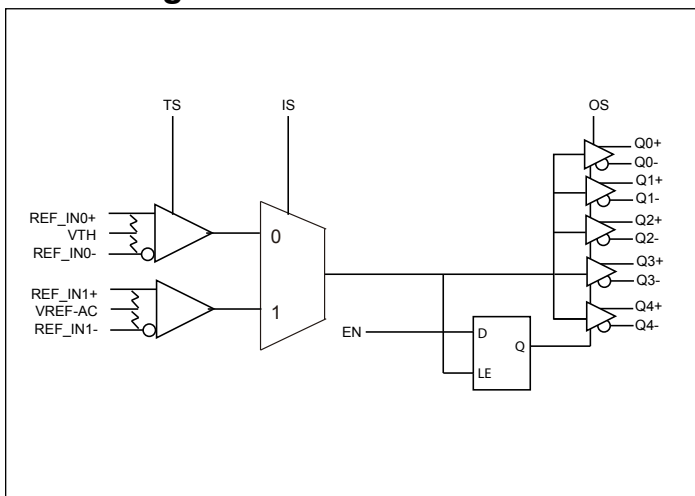 TS
IS
OS
REF_IN0+
VTH
REF_IN0-
REF_IN1+
VREF-AC
REF_IN1-
0
1
EN
D
Q
LE
Q0+
Q0-
Q1+
Q1-
Q2+
Q2-
Q3+
Q3-
Q4+
Q4-